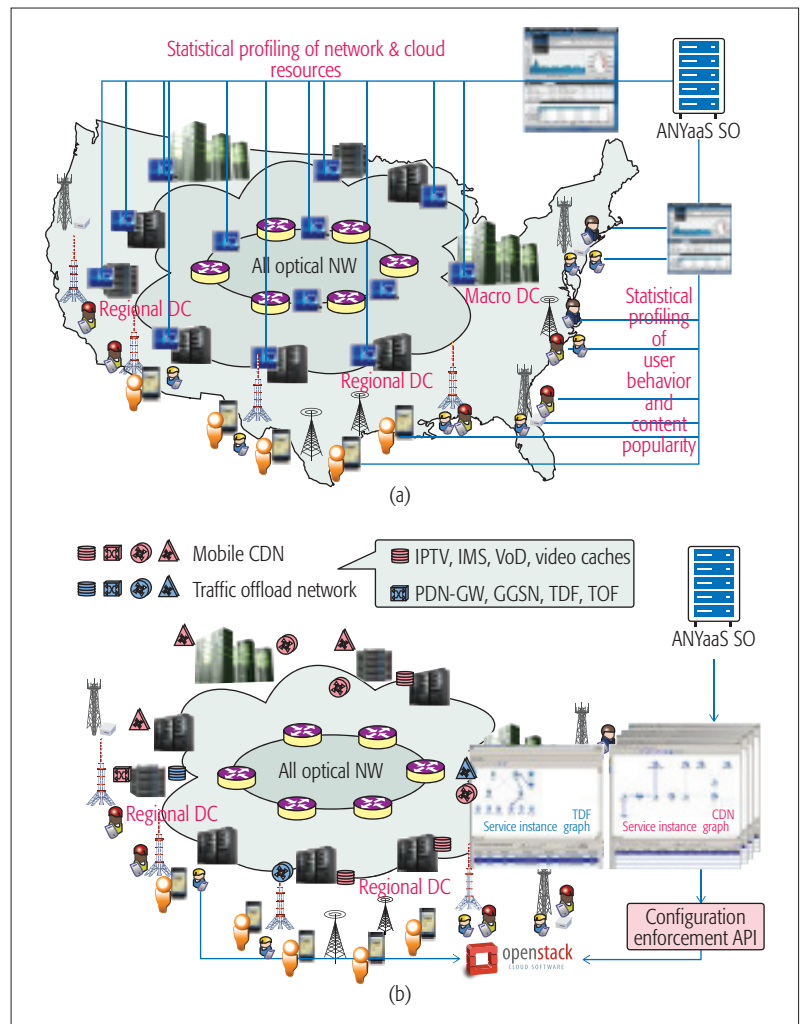 Statistical profiling of network & cloud
resources
ANYaaS SO
All optical NW
Macro DC
Regional DC
Regional DC
Statistical
profiling
of
user
behavior
and
content
popularity
(a)
Mobile CDN
Traffic offload network
IPTV, IMS, VoD, video caches
PDN-GW, GGSN, TDF, TOF
ANYaaS SO
All optical NW
TDF
Service instance graph
CDN
Service instance graph
Regional DC
Regional DC
Configuration
enforcement API
openstack
CLOUD SOFTWARE
(b)